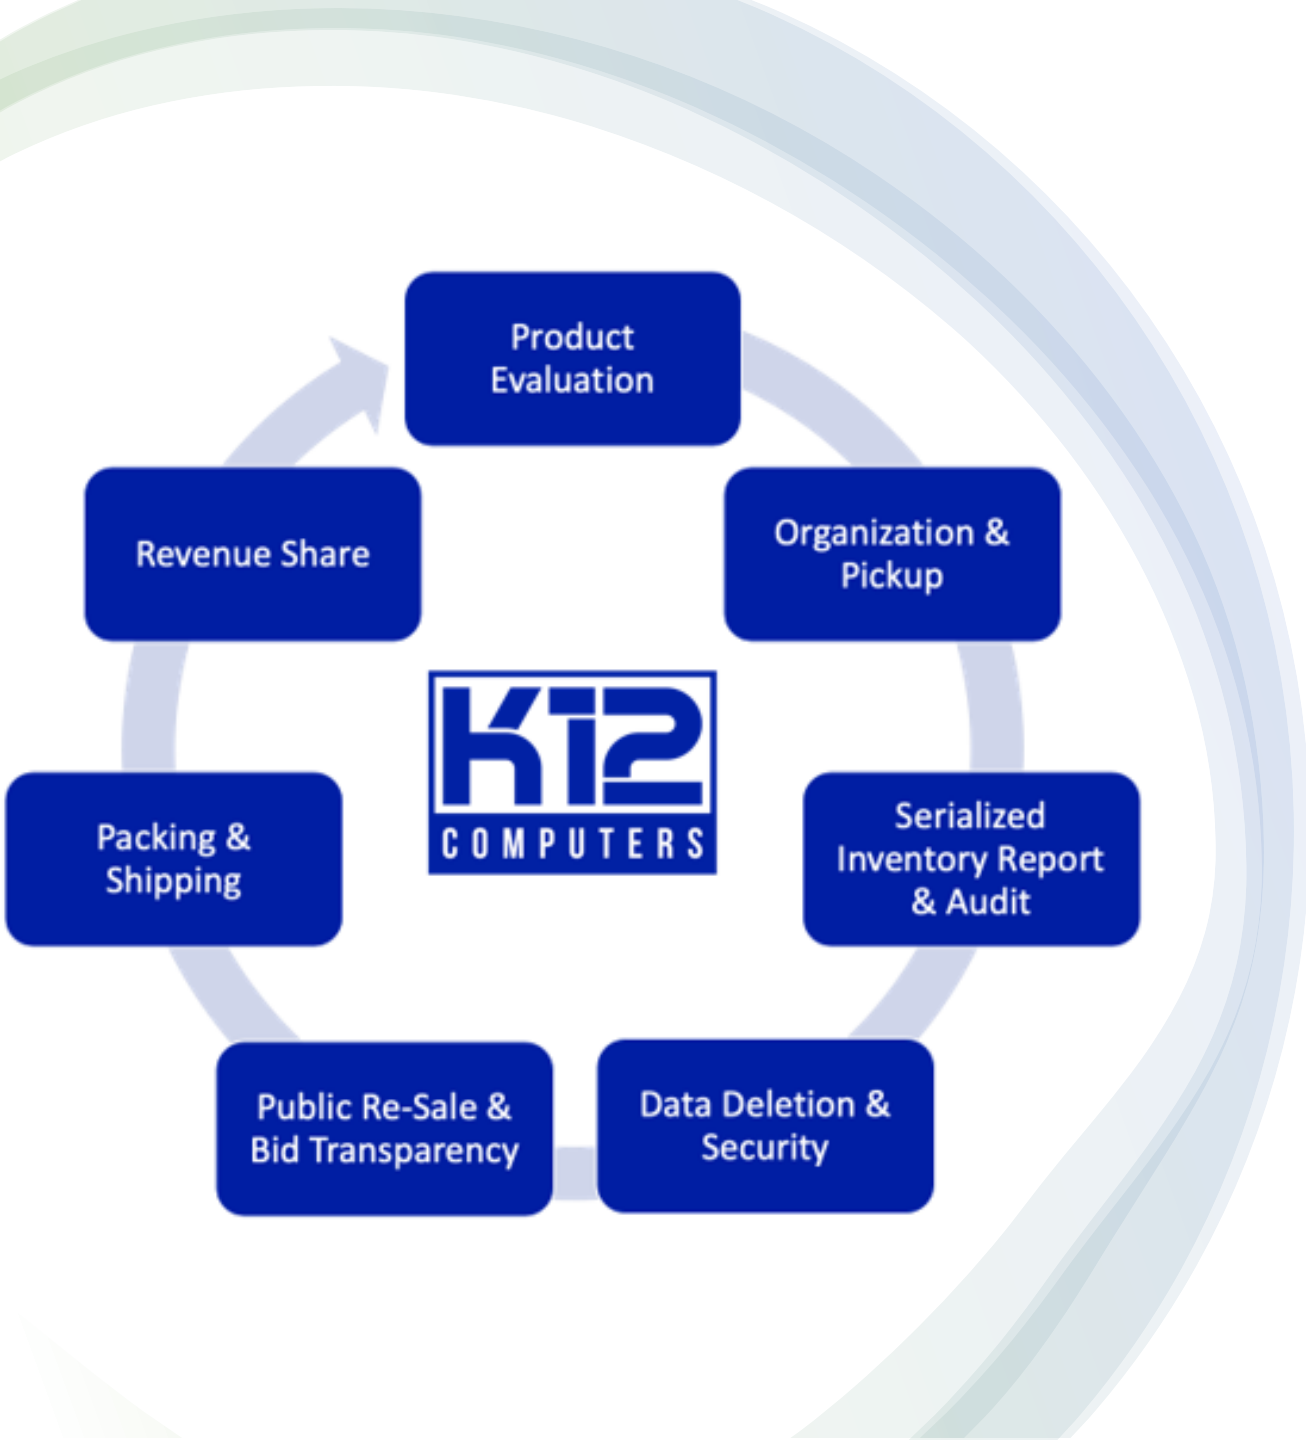 Product
Evaluation
Organization &
Pickup
Serialized
Inventory Report
& Audit
Data Deletion &
Security
Public Re-Sale &
Bid Transparency
Packing &
Shipping
Revenue Share
K12
COMPUTERS